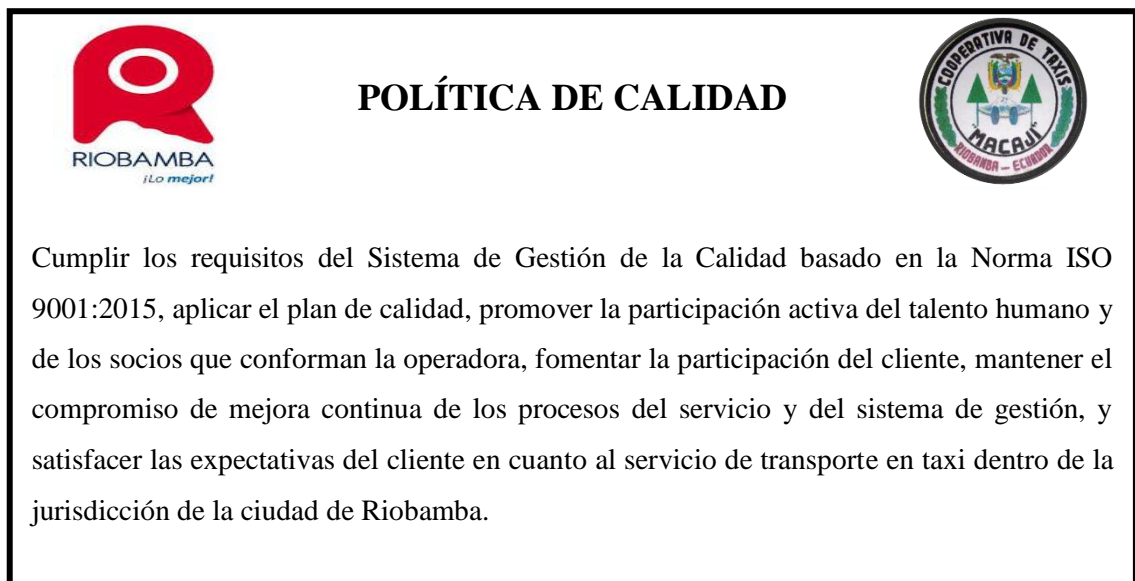 POLÍTICA DE CALIDAD
RIOBAMBA
¡Lo mejor!
COOPERATIVA DE TAXIS
"MACAJÍ"
RIOBAMBA – ECUADOR
Cumplir los requisitos del Sistema de Gestión de la Calidad basado en la Norma ISO
9001:2015, aplicar el plan de calidad, promover la participación activa del talento humano y
de los socios que conforman la operadora, fomentar la participación del cliente, mantener el
compromiso de mejora continua de los procesos del servicio y del sistema de gestión, y
satisfacer las expectativas del cliente en cuanto al servicio de transporte en taxi dentro de la
jurisdicción de la ciudad de Riobamba.